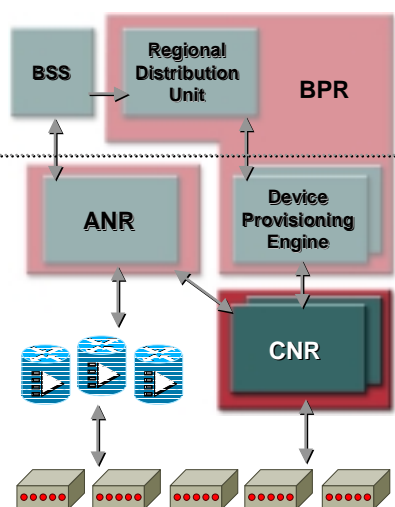 BSS
Regional
Distribution
Unit
BPR
ANR
Device
Provisioning
Engine
CNR